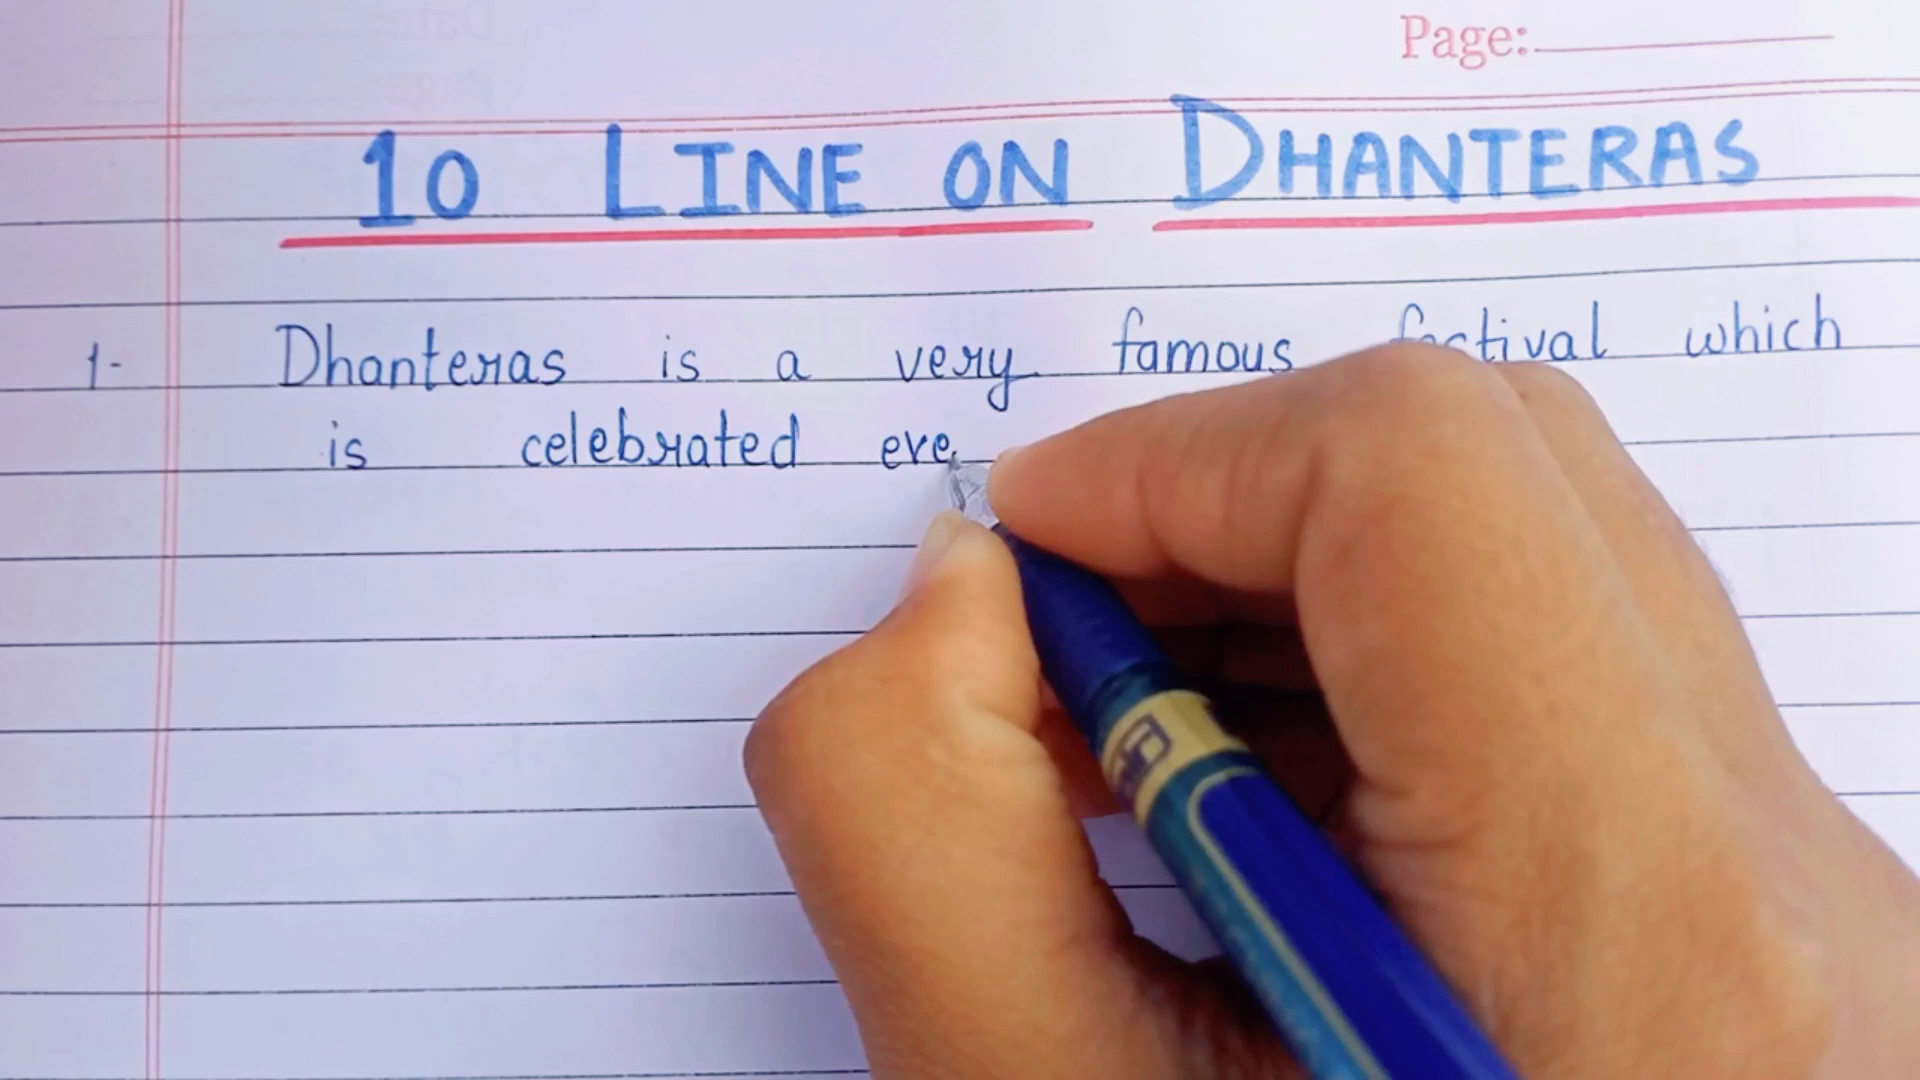 Page:
10 LINE ON DHANTERAS
1- Dhanteras is a very famous festival which
is celebrated eve